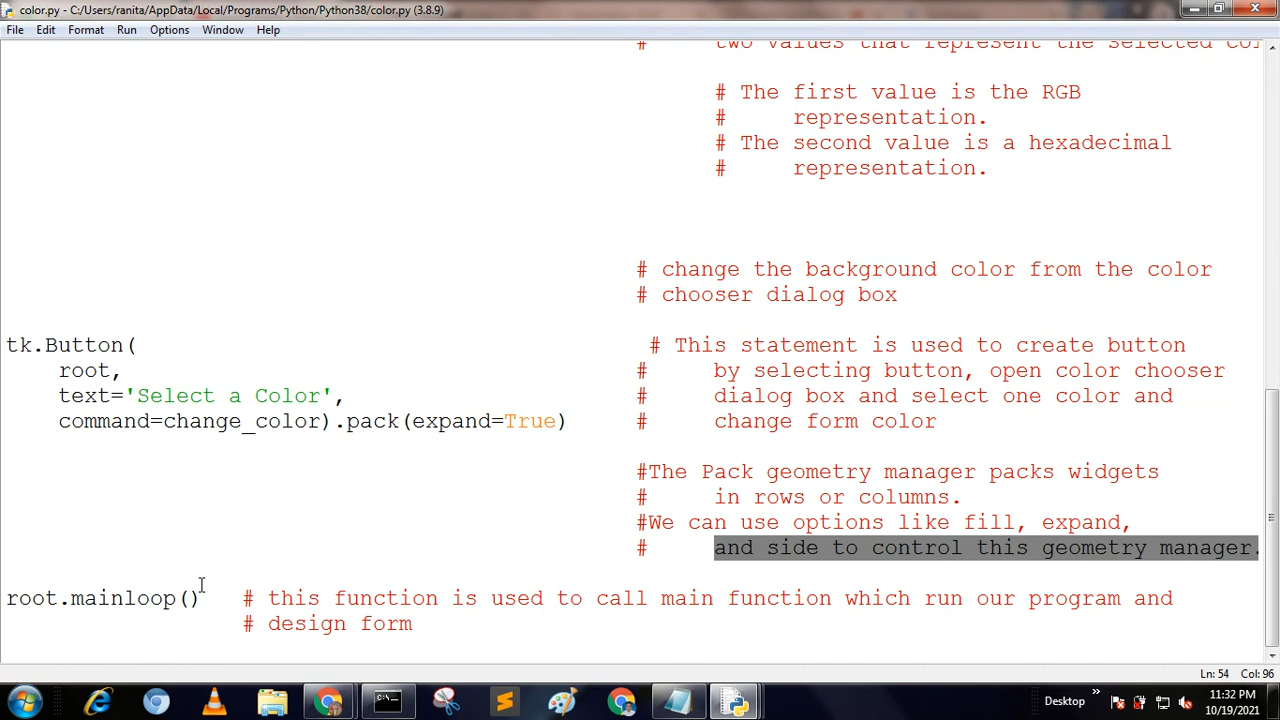 color.py - C:/Users/ranita/AppData/Local/Programs/Python/Python38/color.py (3.8.9)
File Edit Format Run Options Window Help
# two values that represent the selected
# The first value is the RGB
# representation.
# The second value is a hexadecimal
# representation.
# change the background color from the color
# chooser dialog box
tk.Button( # This statement is used to create button
root, # by selecting button, open color chooser
text='Select a Color', # dialog box and select one color and
command=change_color).pack(expand=True) # change form color
#The Pack geometry manager packs widgets
# in rows or columns.
#We can use options like fill, expand,
# and side to control this geometry manager.
root.mainloop() # this function is used to call main function which run our program and
# design form
Ln: 54 Col: 96
Desktop
11:32 PM
10/19/2021